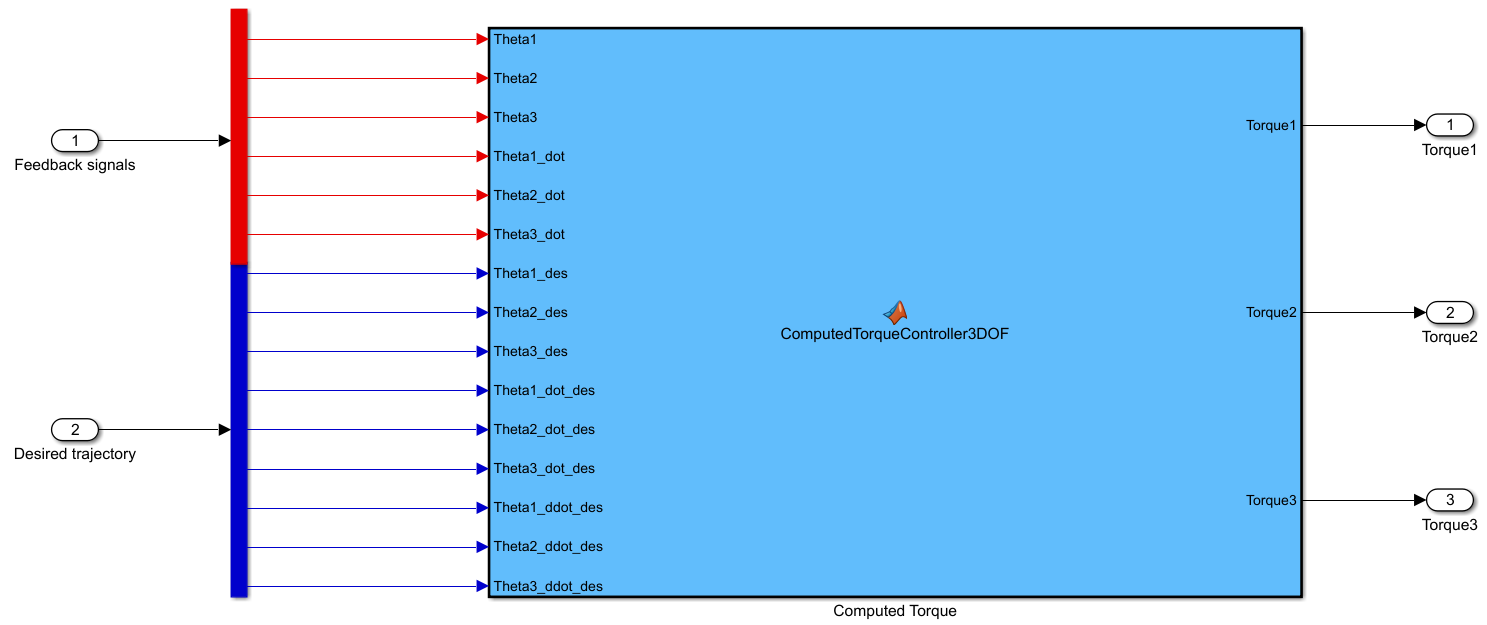 1
Feedback signals
2
Desired trajectory
Theta1
Theta2
Theta3
Theta1_dot
Theta2_dot
Theta3_dot
Theta1_des
Theta2_des
Theta3_des
Theta1_dot_des
Theta2_dot_des
Theta3_dot_des
Theta1_ddot_des
Theta2_ddot_des
Theta3_ddot_des
ComputedTorqueController3DOF
Computed Torque
Torque1
Torque2
Torque3
1
Torque1
2
Torque2
3
Torque3